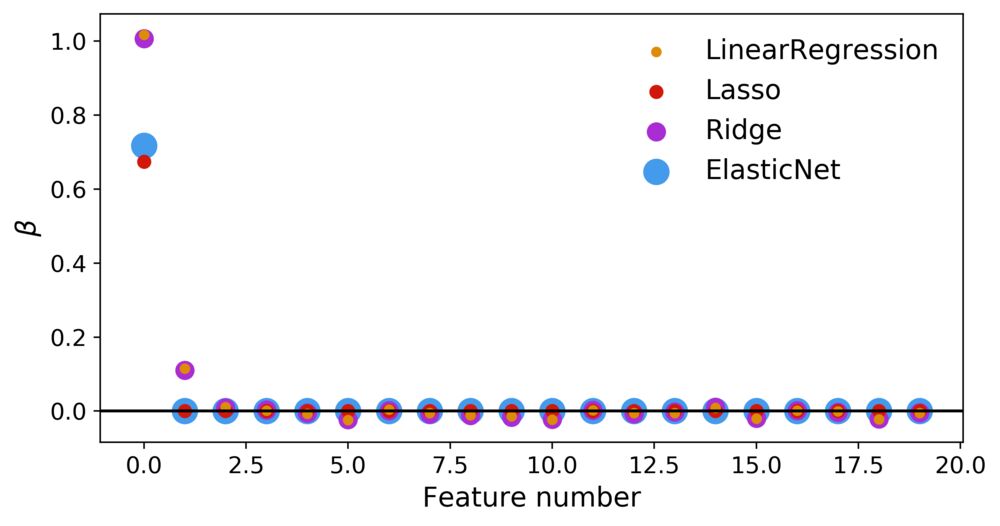 1.0
0.8
0.6
0.4
0.2
0.0
β
LinearRegression
Lasso
Ridge
ElasticNet
0.0 2.5 5.0 7.5 10.0 12.5 15.0 17.5 20.0
Feature number